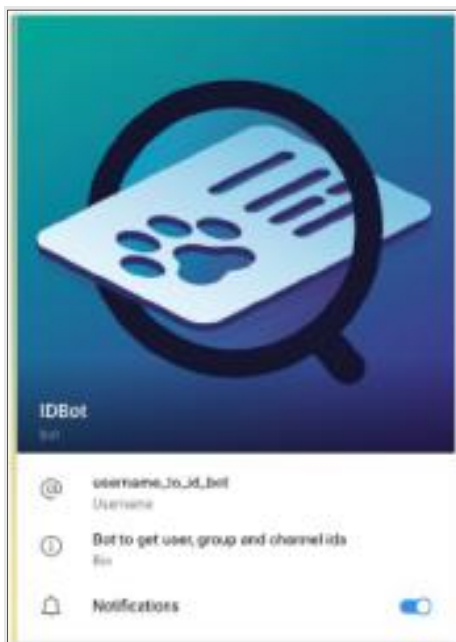 IDBot
bot
@
username_to_id_bot
Username
Bot to get user, group and channel ids
Bio
Notifications